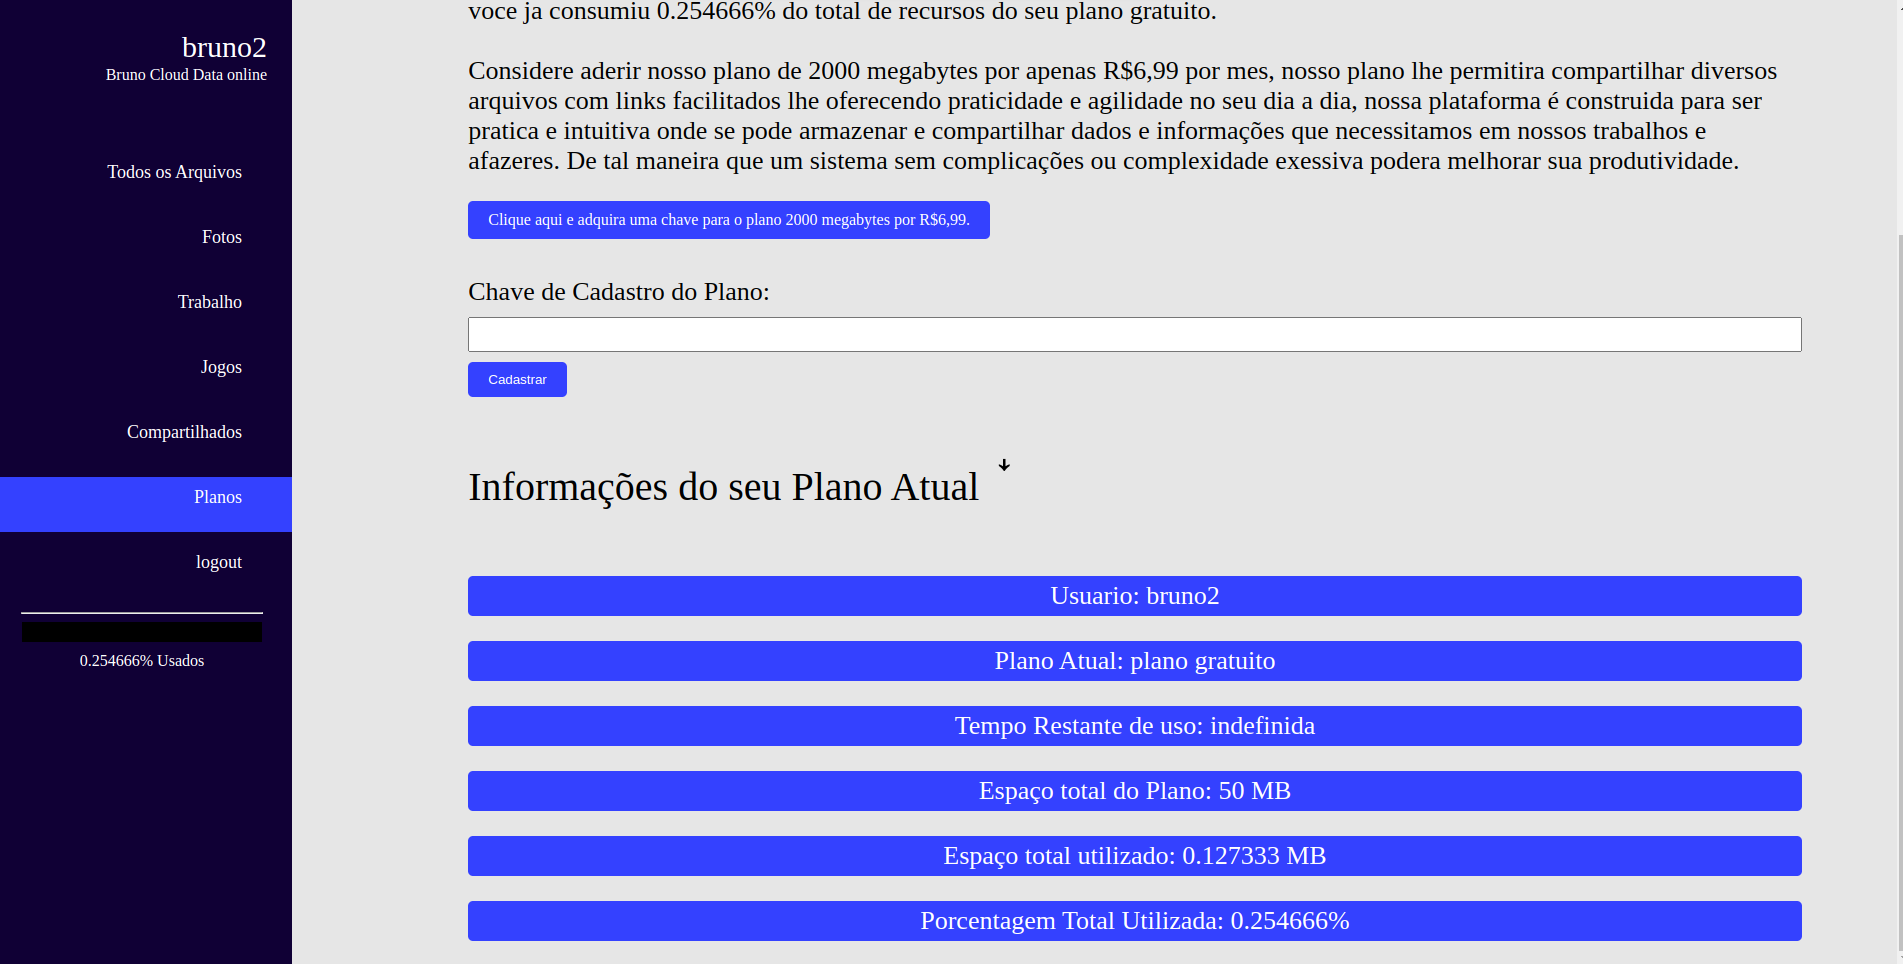 bruno2
Bruno Cloud Data online
Todos os Arquivos
Fotos
Trabalho
Jogos
Compartilhados
Planos
logout
0.254666% Usados
voce ja consumiu 0.254666% do total de recursos do seu plano gratuito.
Considere aderir nosso plano de 2000 megabytes por apenas R$6,99 por mes, nosso plano lhe permitira compartilhar diversos
arquivos com links facilitados lhe oferecendo praticidade e agilidade no seu dia a dia, nossa plataforma é construida para ser
pratica e intuitiva onde se pode armazenar e compartilhar dados e informações que necessitamos em nossos trabalhos e
afazeres. De tal maneira que um sistema sem complicações ou complexidade exessiva podera melhorar sua produtividade.
Clique aqui e adquira uma chave para o plano 2000 megabytes por R$6,99.
Chave de Cadastro do Plano:
Cadastrar
Informações do seu Plano Atual
Usuario: bruno2
Plano Atual: plano gratuito
Tempo Restante de uso: indefinida
Espaço total do Plano: 50 MB
Espaço total utilizado: 0.127333 MB
Porcentagem Total Utilizada: 0.254666%